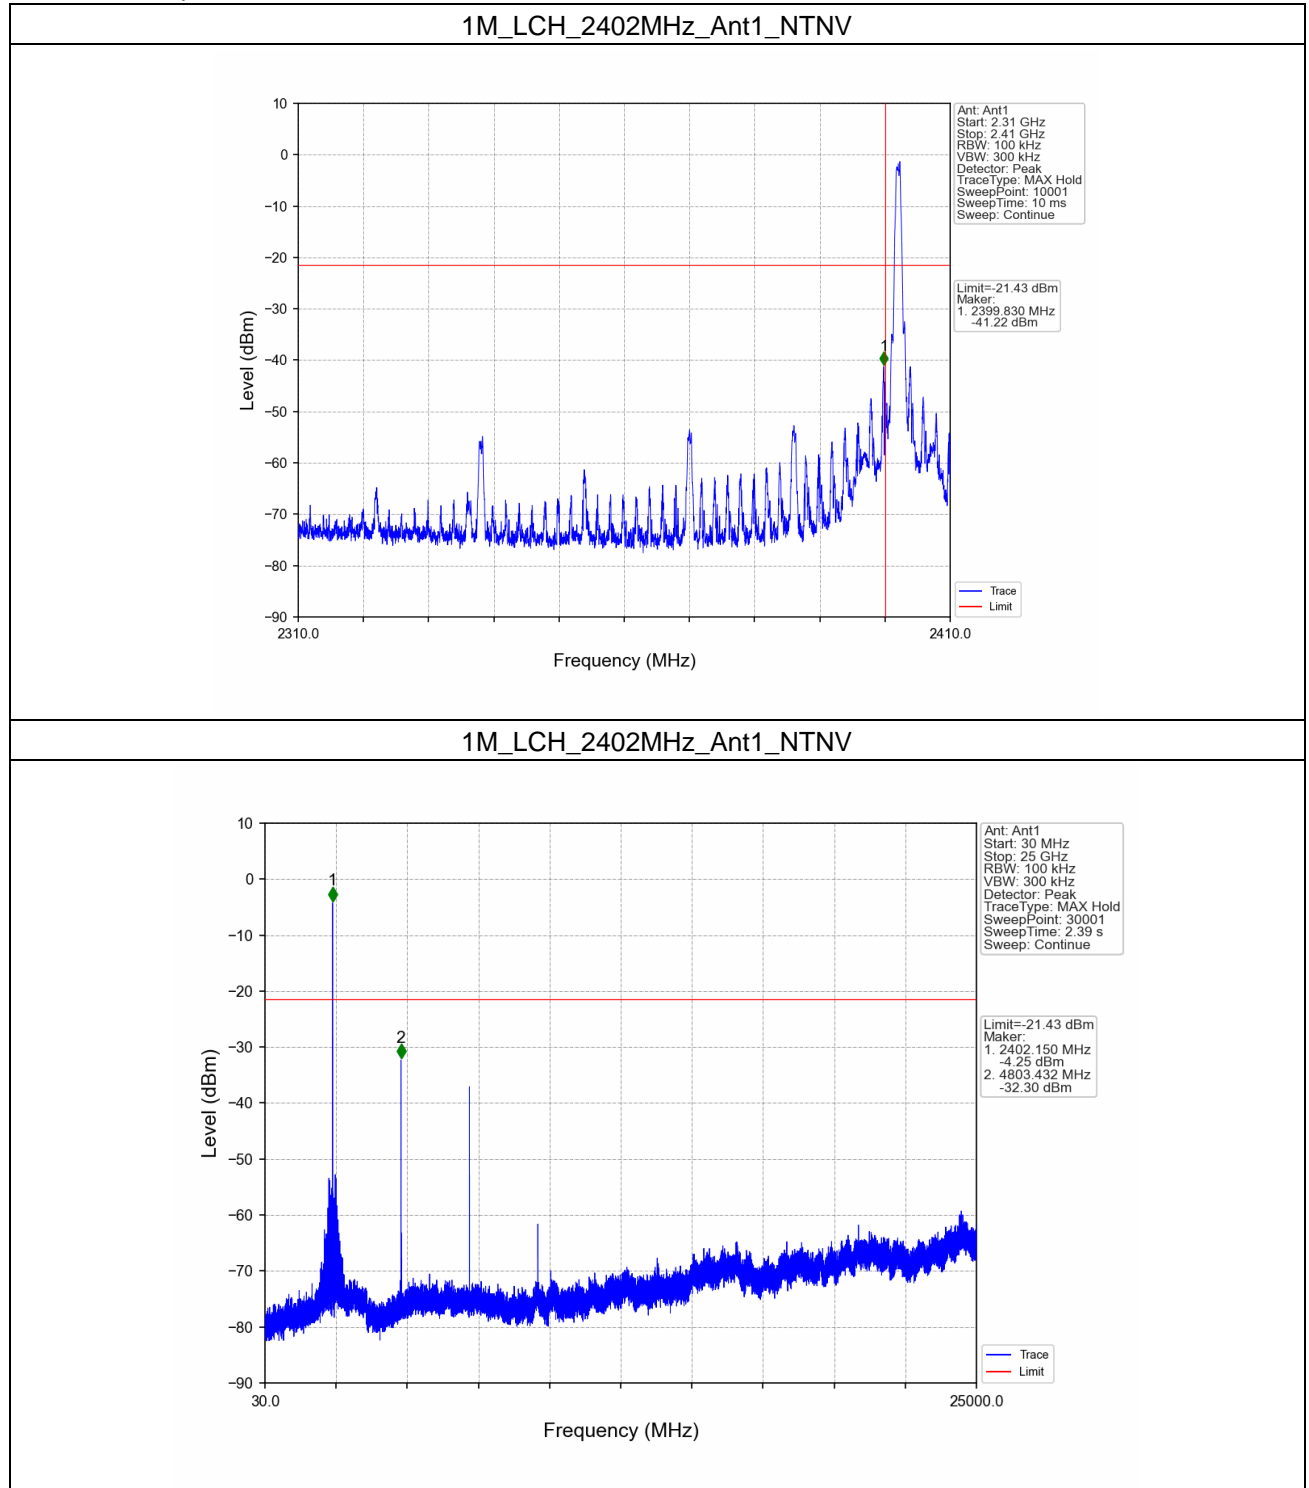 1M_LCH_2402MHz_Ant1_NTNV
10
0
−10
−20
−30
−40
−50
−60
−70
−80
−90
Level (dBm)
1
2310.0
2410.0
Frequency (MHz)
Ant: Ant1
Start: 2.31 GHz
Stop: 2.41 GHz
RBW: 100 kHz
VBW: 300 kHz
Detector: Peak
TraceType: MAX Hold
SweepPoint: 10001
SweepTime: 10 ms
Sweep: Continue
Limit=-21.43 dBm
Maker:
1. 2399.830 MHz
-41.22 dBm
Trace
Limit
1M_LCH_2402MHz_Ant1_NTNV
10
0
−10
−20
−30
−40
−50
−60
−70
−80
−90
Level (dBm)
1
2
30.0
25000.0
Frequency (MHz)
Ant: Ant1
Start: 30 MHz
Stop: 25 GHz
RBW: 100 kHz
VBW: 300 kHz
Detector: Peak
TraceType: MAX Hold
SweepPoint: 30001
SweepTime: 2.39 s
Sweep: Continue
Limit=-21.43 dBm
Maker:
1. 2402.150 MHz
-4.25 dBm
2. 4803.432 MHz
-32.30 dBm
Trace
Limit